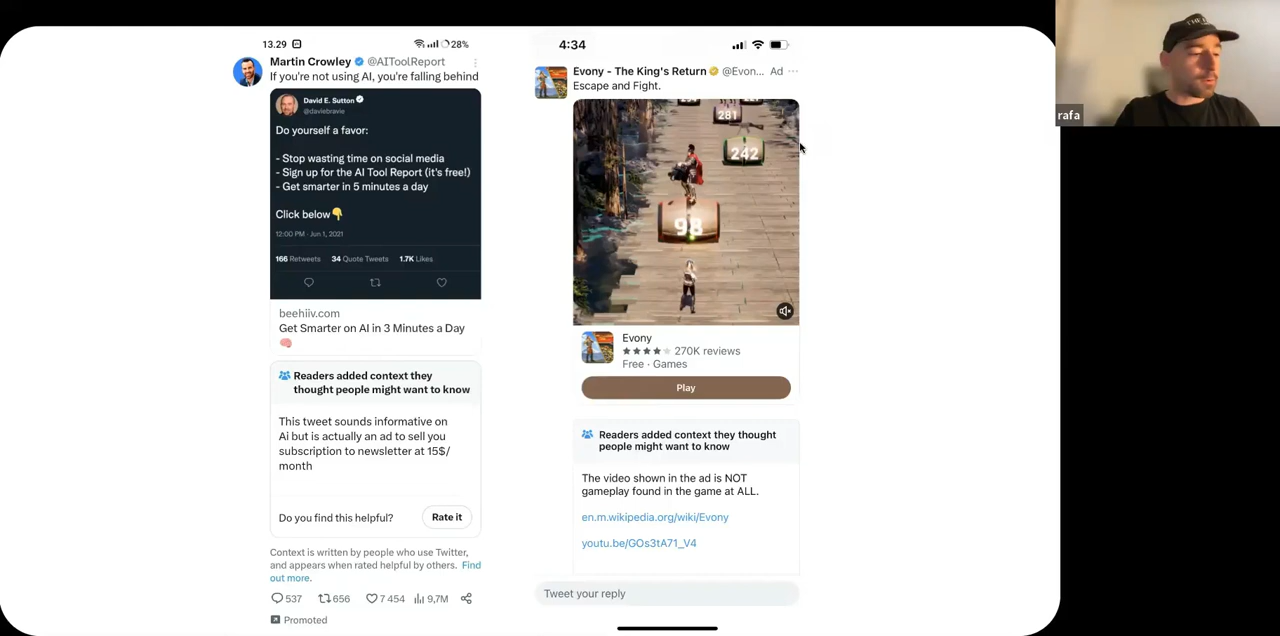 13.29
28%
Martin Crowley @AIToolReport
If you're not using AI, you're falling behind
David E. Sutton
@daviebravie
Do yourself a favor:
- Stop wasting time on social media
- Sign up for the AI Tool Report (it's free!)
- Get smarter in 5 minutes a day
Click below👇
12:00 PM · Jun 1, 2021
166 Retweets 34 Quote Tweets 1.7K Likes
beehiiv.com
Get Smarter on AI in 3 Minutes a Day
🧠
Readers added context they
thought people might want to know
This tweet sounds informative on
Ai but is actually an ad to sell you
subscription to newsletter at 15$/
month
Do you find this helpful?
Rate it
Context is written by people who use Twitter,
and appears when rated helpful by others. Find
out more.
537 656 7 454 9,7M
Promoted
4:34
Evony - The King's Return @Evon... Ad
Escape and Fight.
281
242
98
Evony
270K reviews
Free · Games
Play
Readers added context they thought
people might want to know
The video shown in the ad is NOT
gameplay found in the game at ALL.
en.m.wikipedia.org/wiki/Evony
youtu.be/GOs3tA71_V4
Tweet your reply
rafa